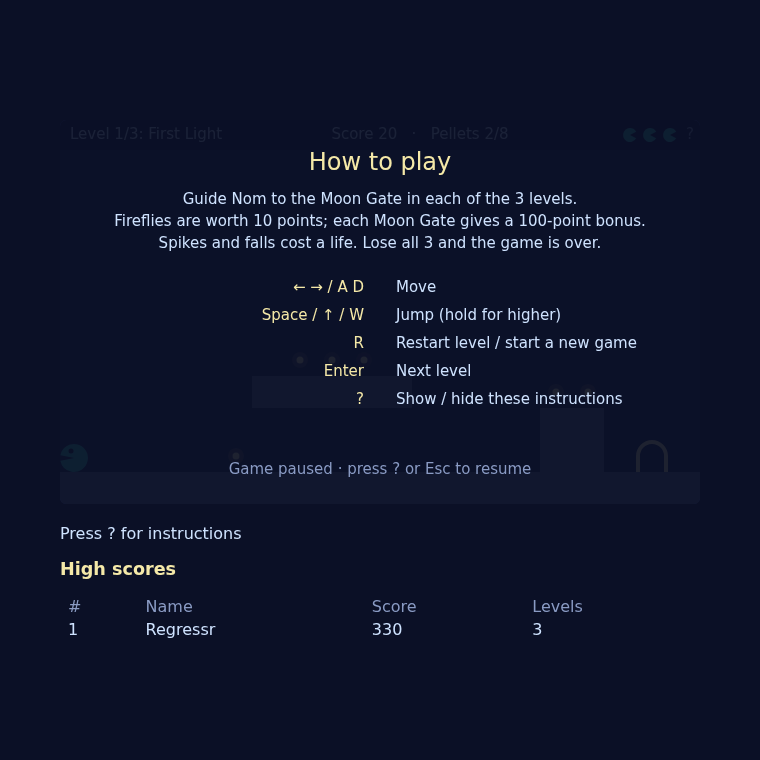 Level 1/3: First Light Score 20 · Pellets 2/8 ?
How to play
Guide Nom to the Moon Gate in each of the 3 levels.
Fireflies are worth 10 points; each Moon Gate gives a 100-point bonus.
Spikes and falls cost a life. Lose all 3 and the game is over.
← → / A D Move
Space / ↑ / W Jump (hold for higher)
R Restart level / start a new game
Enter Next level
? Show / hide these instructions
Game paused · press ? or Esc to resume
Press ? for instructions
High scores
# Name Score Levels
1 Regressr 330 3